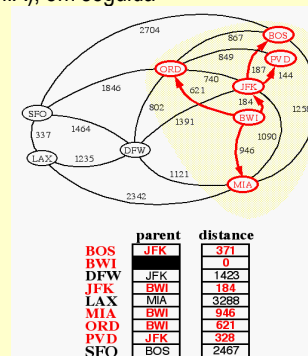 em seguida
2704
BOS
867
849
PVD
ORD
187
144
740
JFK
1846
621
184
802
SFO
1391
BWI
1464
337
1090
DFW
946
LAX
1235
1121
MIA
2342
parent distance
BOS JFK 371
BWI 0
DFW JFK 1423
JFK BWI 184
LAX MIA 3288
MIA BWI 946
ORD BWI 621
PVD JFK 328
SFO BOS 2467